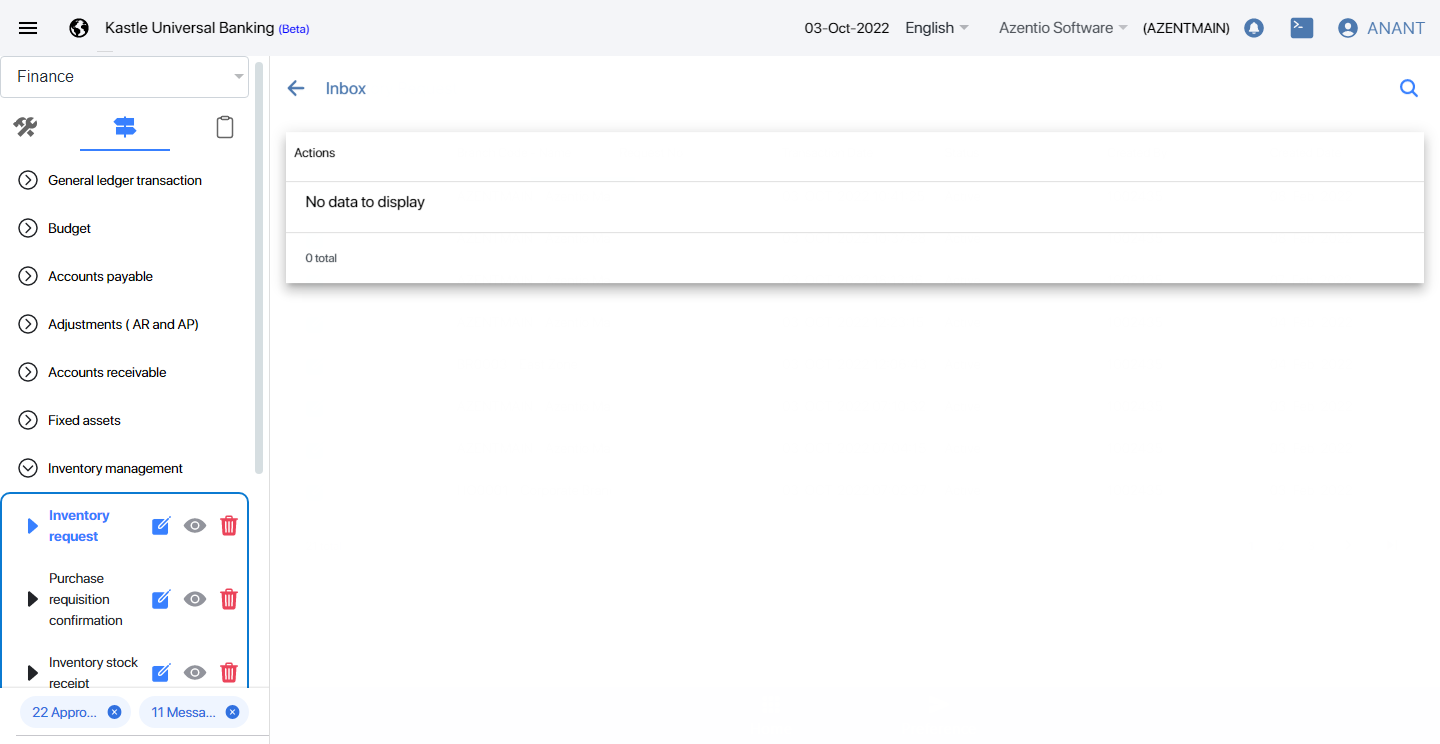 Kastle Universal Banking (Beta)
03-Oct-2022
English
Azentio Software
(AZENTMAIN)
ANANT
Finance
General ledger transaction
Budget
Accounts payable
Adjustments ( AR and AP)
Accounts receivable
Fixed assets
Inventory management
Inventory
request
Purchase
requisition
confirmation
Inventory stock
receipt
22 Appro...
11 Messa...
Inbox
Actions
No data to display
0 total